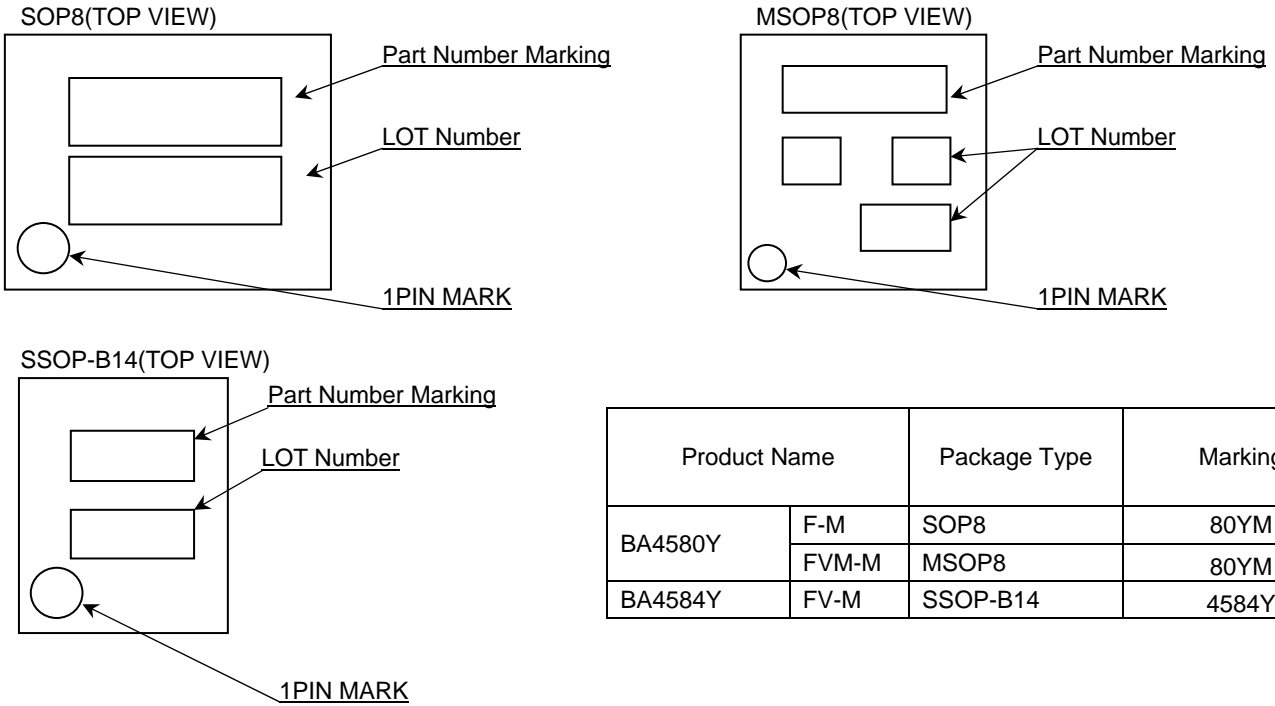 SOP8(TOP VIEW)
Part Number Marking
LOT Number
1PIN MARK
MSOP8(TOP VIEW)
Part Number Marking
LOT Number
1PIN MARK
SSOP-B14(TOP VIEW)
Part Number Marking
LOT Number
1PIN MARK
Product Name Package Type Marking
BA4580Y F-M SOP8 80YM
FVM-M MSOP8 80YM
BA4584Y FV-M SSOP-B14 4584Y